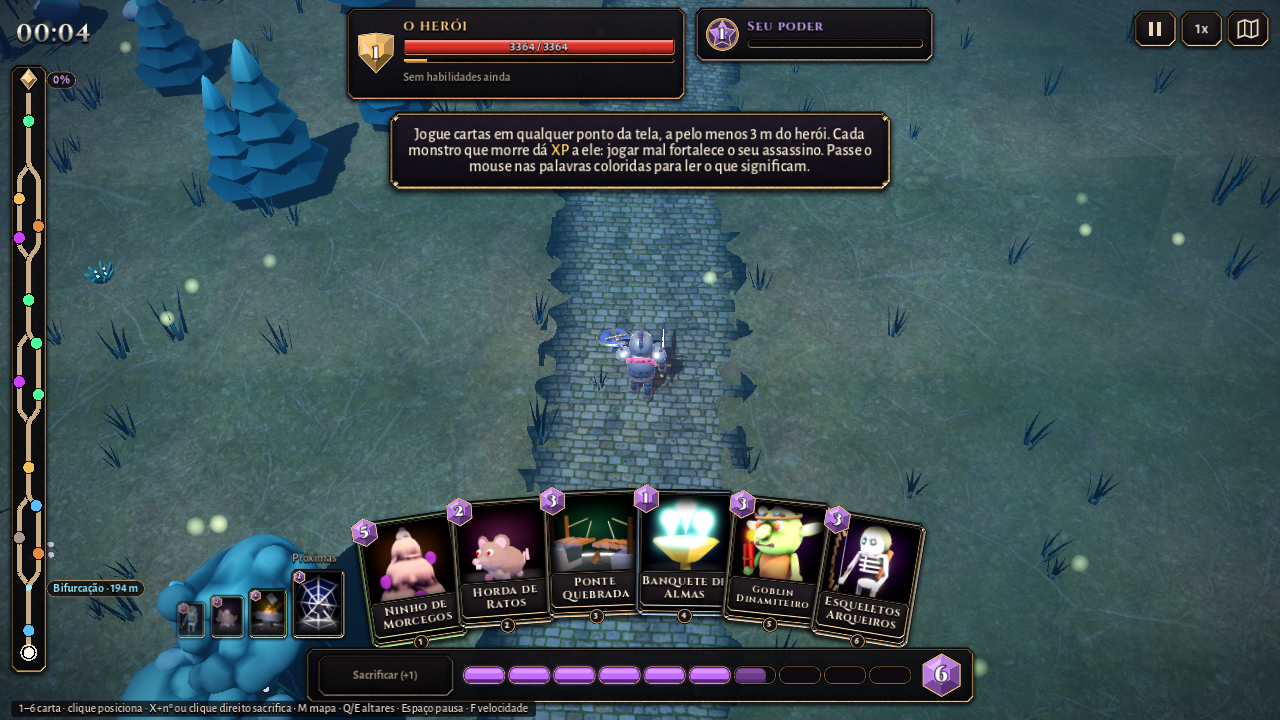 00:04
O HERÓI
1
3364 / 3364
Sem habilidades ainda
1
SEU PODER
1x
0%
Jogue cartas em qualquer ponto da tela, a pelo menos 3 m do herói. Cada
monstro que morre dá XP a ele: jogar mal fortalece o seu assassino. Passe o
mouse nas palavras coloridas para ler o que significam.
Bifurcação · 194 m
Próximas
5
NINHO DE
MORCEGOS
1
2
HORDA DE
RATOS
2
3
PONTE
QUEBRADA
3
1
BANQUETE DE
ALMAS
4
3
GOBLIN
DINAMITEIRO
5
3
ESQUELETOS
ARQUEIROS
6
Sacrificar (+1)
6
1–6 carta · clique posiciona · X+nº ou clique direito sacrifica · M mapa · Q/E altares · Espaço pausa · F velocidade